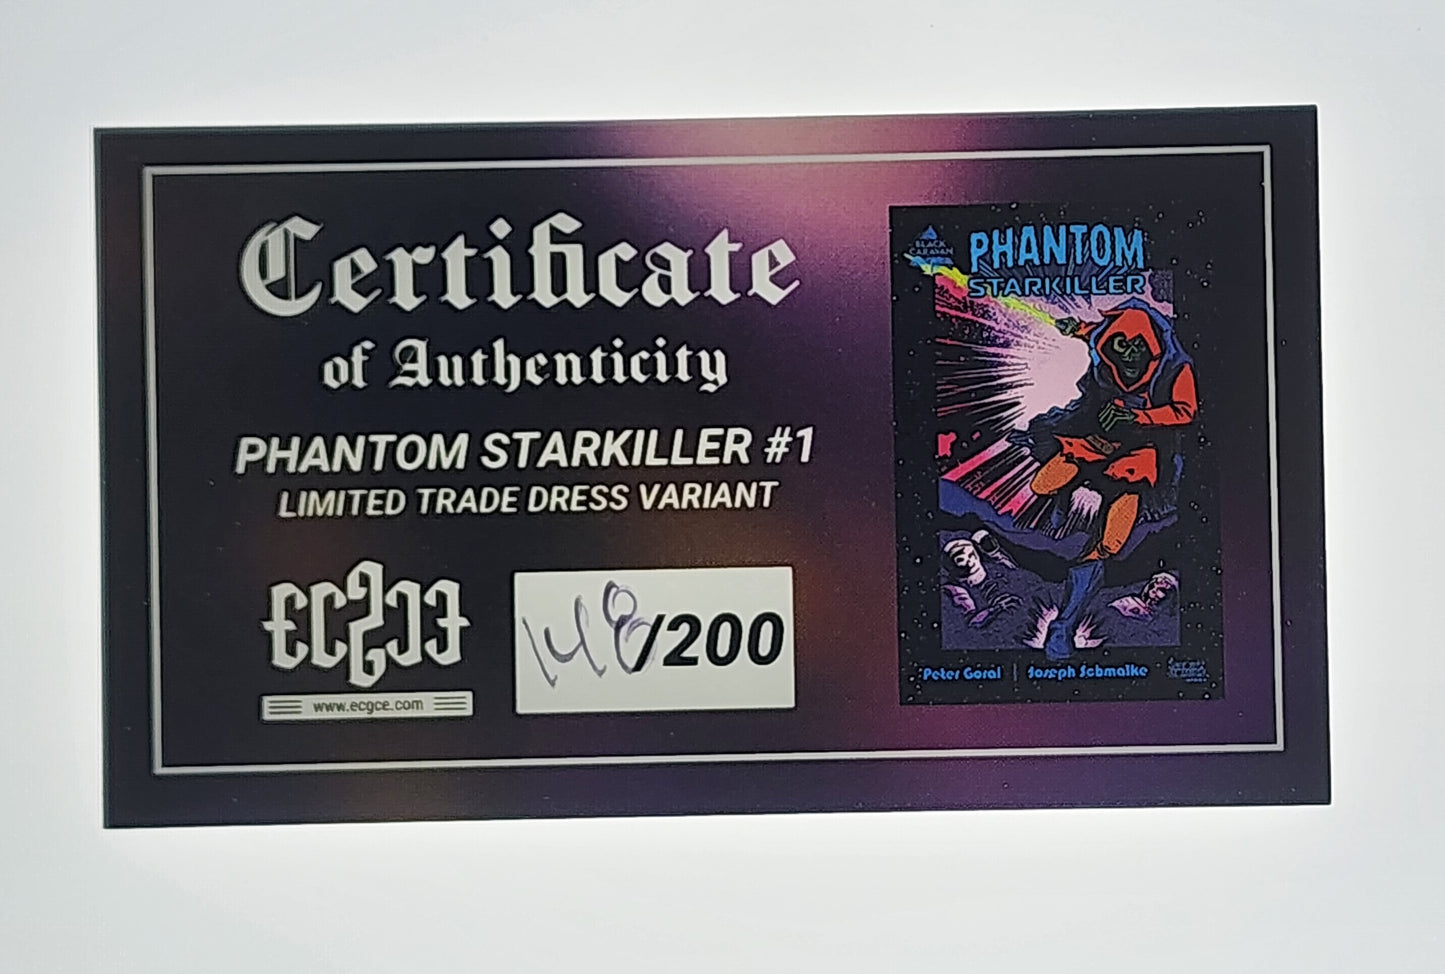 Certificate
of Authenticity
PHANTOM STARKILLER #1
LIMITED TRADE DRESS VARIANT
www.ecgce.com
148/200
BLACK
CARAVAN
PHANTOM
STARKILLER
Peter Goral | Joseph Schmalke